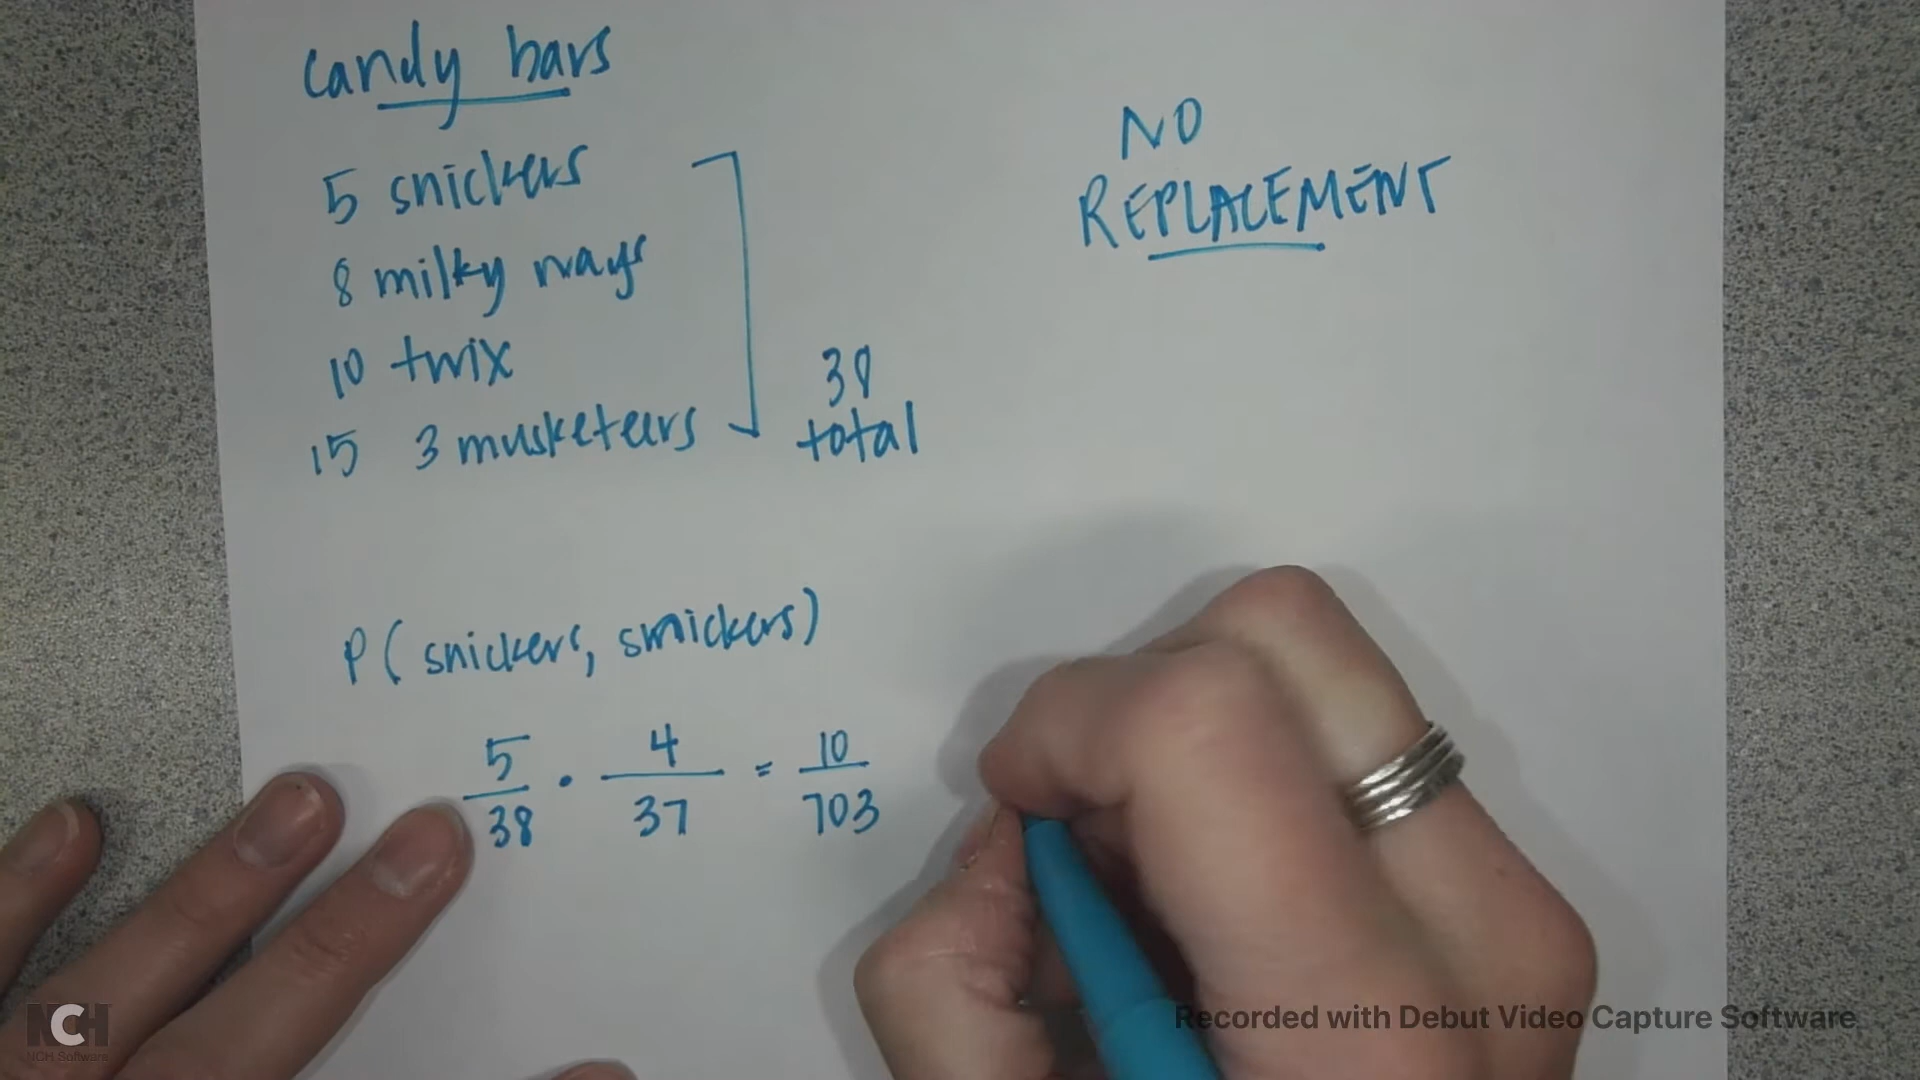 candy bars
5 snickers
8 milky ways
10 twix
15 3 musketeers
38
total
NO
REPLACEMENT
P(snickers, snickers)
5/38 · 4/37 = 10/703
Recorded with Debut Video Capture Software
NCH
NCH Software